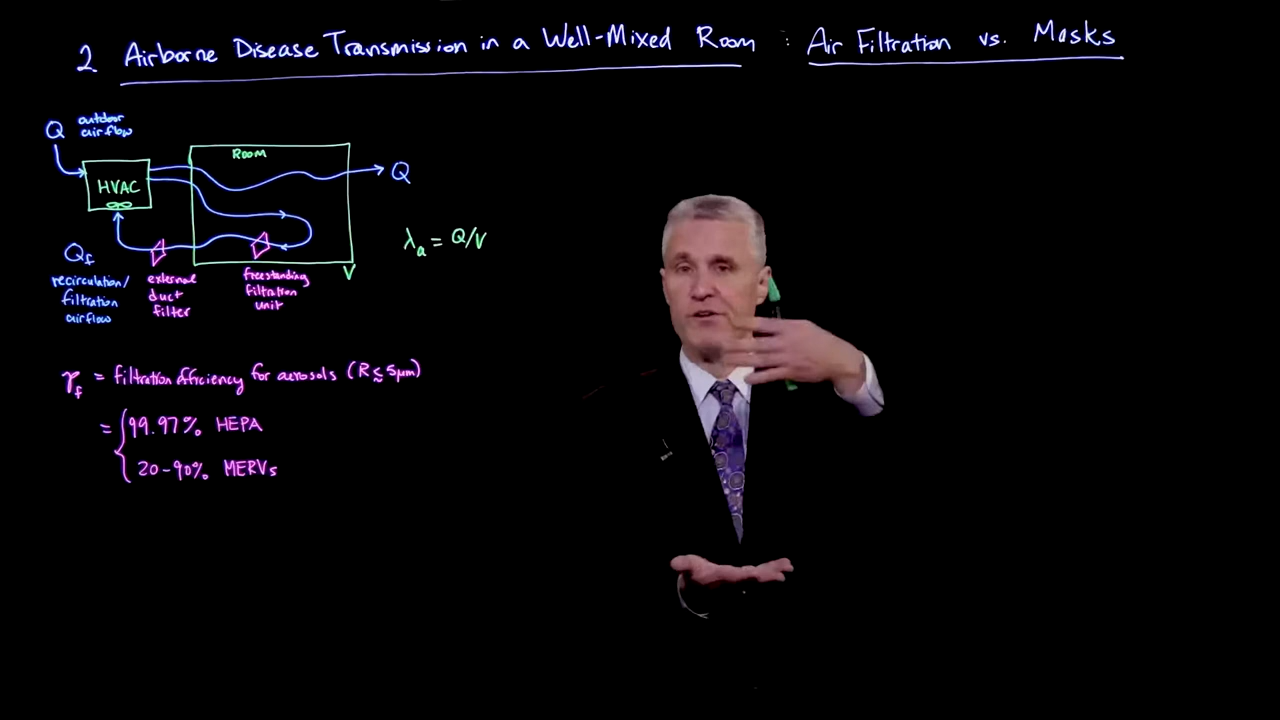 2 Airborne Disease Transmission in a Well-Mixed Room : Air Filtration vs. Masks
Q outdoor airflow
HVAC
Room
Q
V
λa = Q/V
Qf
recirculation/
filtration
airflow
external
duct
filter
freestanding
filtration
unit
γf = filtration efficiency for aerosols (R ≲ 5μm)
= { 99.97% HEPA
20-90% MERVs